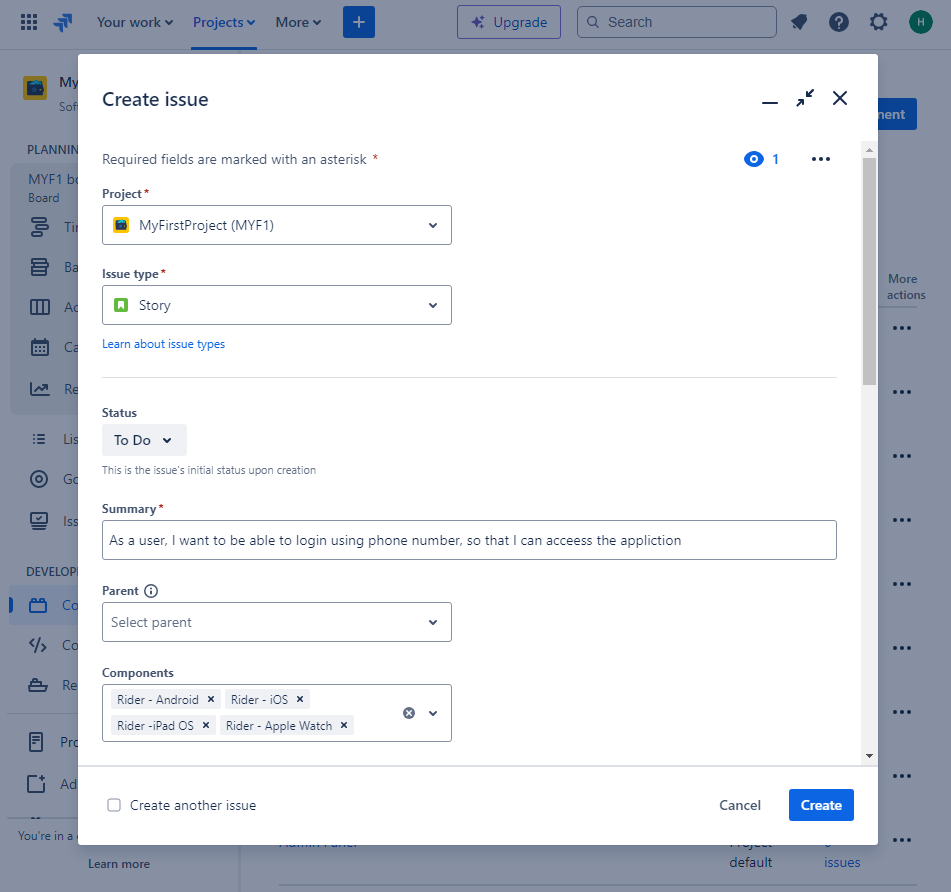 Your work
Projects
More
Upgrade
Search
H
My
Sof
nent
Create issue
PLANNIN
Required fields are marked with an asterisk *
1
Project*
MYF1 bo
Board
MyFirstProject (MYF1)
Tir
Ba
Issue type*
More
actions
Story
Ac
Learn about issue types
Ca
Re
Status
To Do
Lis
This is the issue's initial status upon creation
Go
Summary*
Iss
As a user, I want to be able to login using phone number, so that I can acceess the appliction
DEVELOP
Parent
Co
Select parent
Co
Components
Re
Rider - Android
Rider - iOS
Rider -iPad OS
Rider - Apple Watch
Pro
Ad
Create another issue
Cancel
Create
You're in a
Learn more
Admin Panel
Project
default
issues